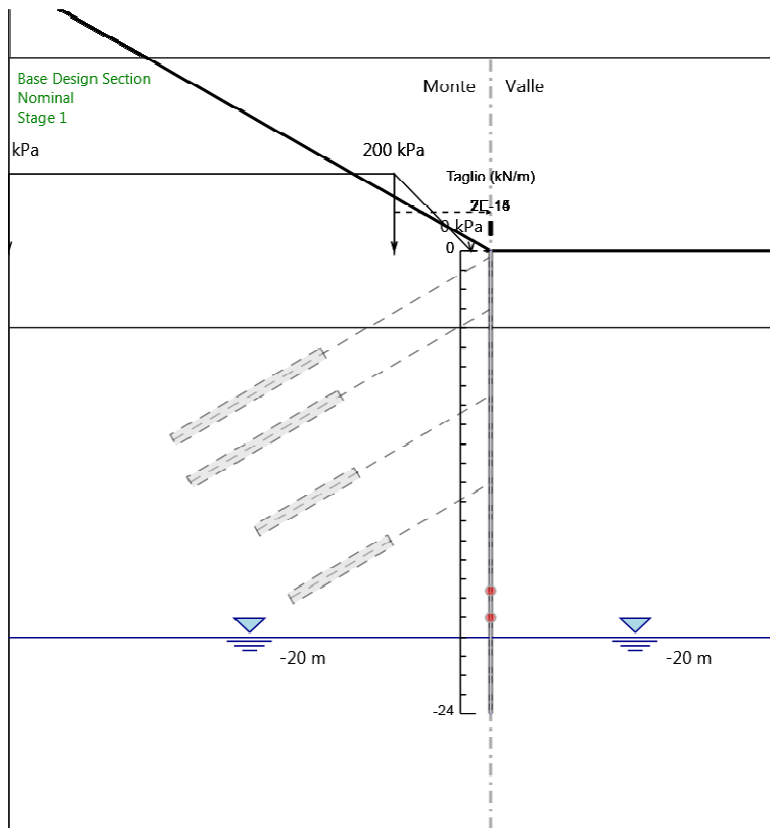 Base Design Section
Nominal
Stage 1
Monte Valle
kPa
200 kPa
Taglio (kN/m)
0 kPa
0
-20 m
-20 m
-24